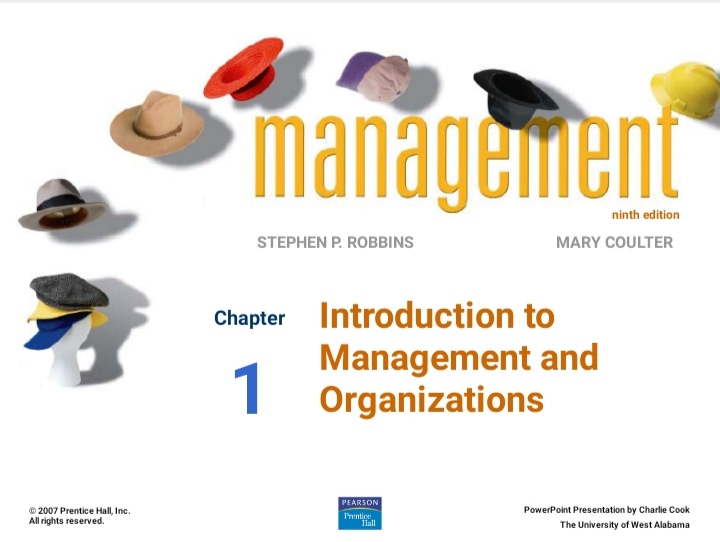 management
ninth edition
STEPHEN P. ROBBINS
MARY COULTER
Chapter
1
Introduction to
Management and
Organizations
© 2007 Prentice Hall, Inc.
All rights reserved.
PEARSON
Prentice
Hall
PowerPoint Presentation by Charlie Cook
The University of West Alabama